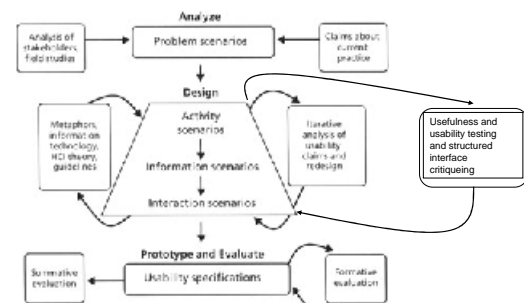 Analyze
Analysis of
stakeholders,
field studies
Problem scenarios
Claims about
current
practice
Design
Metaphors,
information
technology,
HCI theory,
guidelines
Activity
scenarios
Information scenarios
Interaction scenarios
Iterative
analysis of
usability
claims and
redesign
Usefulness and
usability testing
and structured
interface
critiqueing
Prototype and Evaluate
Summative
evaluation
Usability specifications
Formative
evaluation